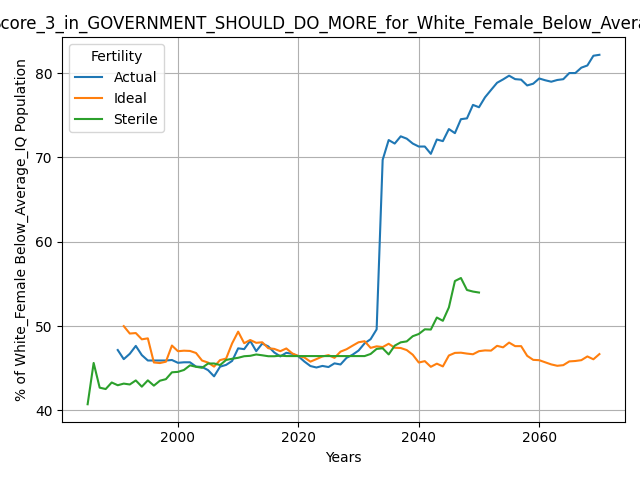 core_3_in_GOVERNMENT_SHOULD_DO_MORE_for_White_Female_Below_Avera
Fertility
Actual
Ideal
Sterile
% of White_Female Below_Average_IQ Population
80
70
60
50
40
2000 2020 2040 2060
Years